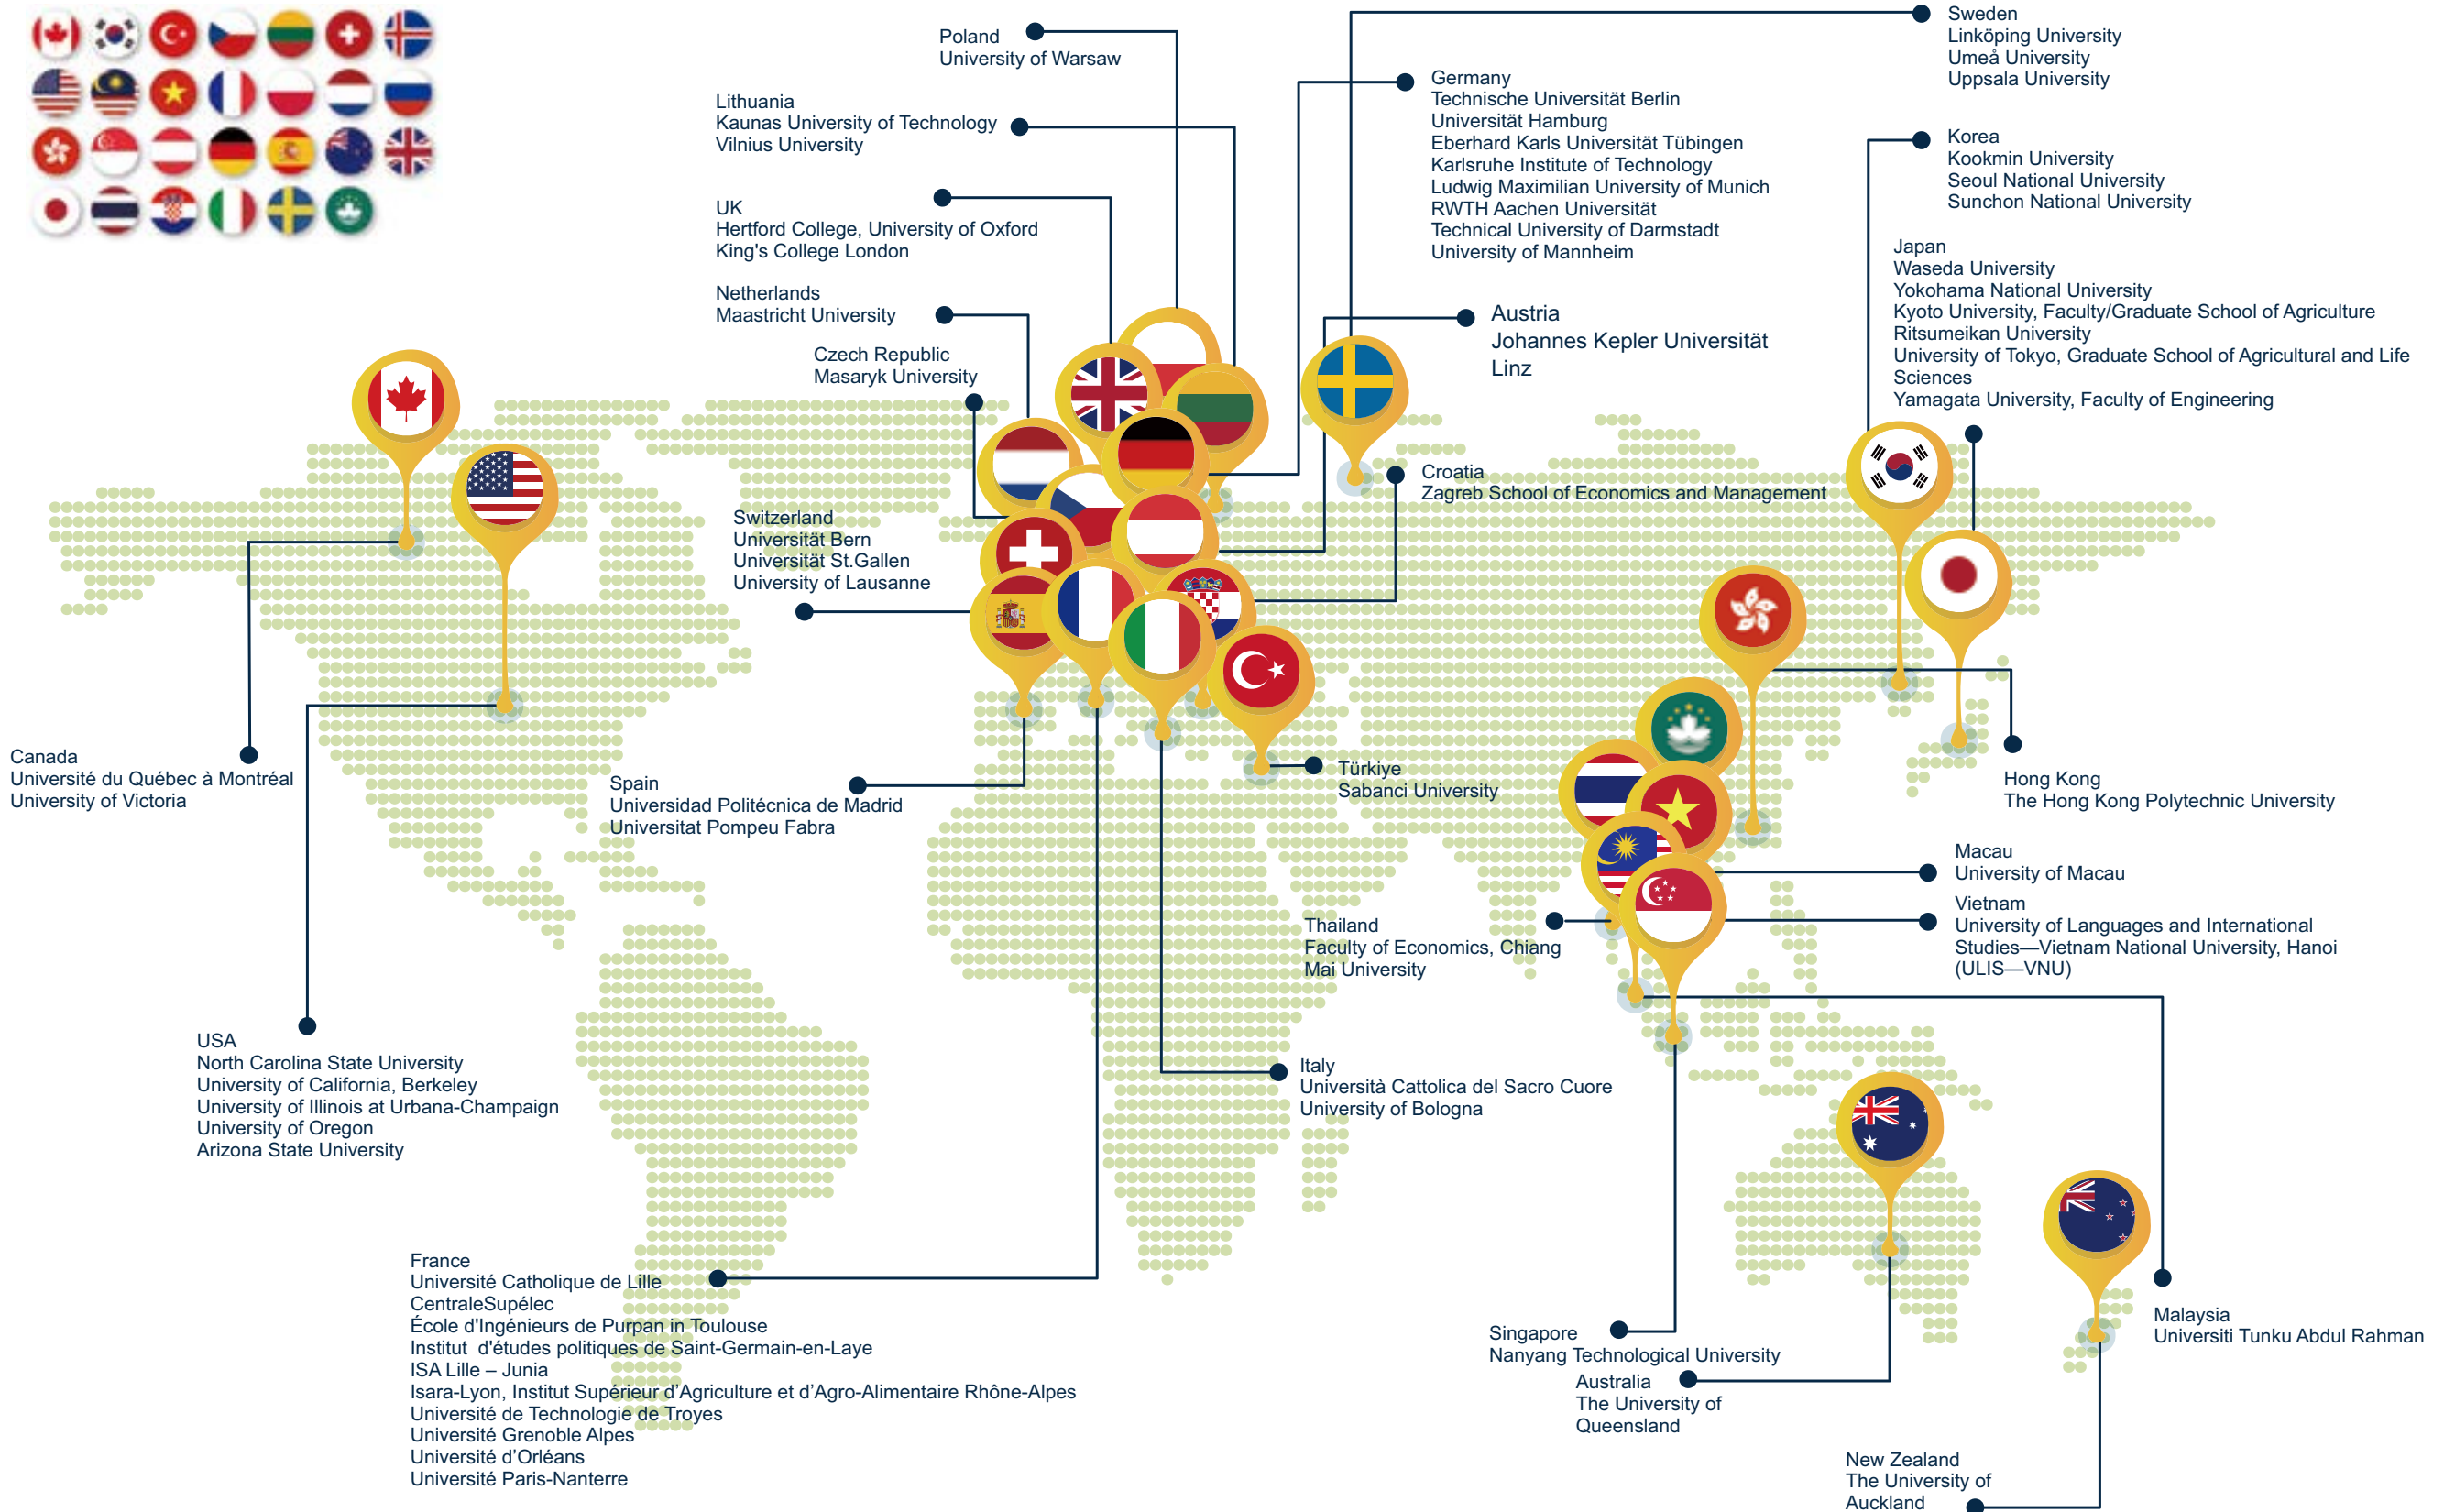 Poland
University of Warsaw
Lithuania
Kaunas University of Technology
Vilnius University
UK
Hertford College, University of Oxford
King's College London
Netherlands
Maastricht University
Czech Republic
Masaryk University
Switzerland
Universität Bern
Universität St.Gallen
University of Lausanne
Sweden
Linköping University
Umeå University
Uppsala University
Germany
Technische Universität Berlin
Universität Hamburg
Eberhard Karls Universität Tübingen
Karlsruhe Institute of Technology
Ludwig Maximilian University of Munich
RWTH Aachen Universität
Technical University of Darmstadt
University of Mannheim
Korea
Kookmin University
Seoul National University
Sunchon National University
Japan
Waseda University
Yokohama National University
Kyoto University, Faculty/Graduate School of Agriculture
Ritsumeikan University
University of Tokyo, Graduate School of Agricultural and Life
Sciences
Yamagata University, Faculty of Engineering
Austria
Johannes Kepler Universität
Linz
Croatia
Zagreb School of Economics and Management
Canada
Université du Québec à Montréal
University of Victoria
Spain
Universidad Politécnica de Madrid
Universitat Pompeu Fabra
Türkiye
Sabanci University
Hong Kong
The Hong Kong Polytechnic University
Macau
University of Macau
Vietnam
University of Languages and International
Studies—Vietnam National University, Hanoi
(ULIS—VNU)
Thailand
Faculty of Economics, Chiang
Mai University
USA
North Carolina State University
University of California, Berkeley
University of Illinois at Urbana-Champaign
University of Oregon
Arizona State University
Italy
Università Cattolica del Sacro Cuore
University of Bologna
France
Université Catholique de Lille
CentraleSupélec
École d'Ingénieurs de Purpan in Toulouse
Institut d'études politiques de Saint-Germain-en-Laye
ISA Lille – Junia
Isara-Lyon, Institut Supérieur d’Agriculture et d’Agro-Alimentaire Rhône-Alpes
Université de Technologie de Troyes
Université Grenoble Alpes
Université d’Orléans
Université Paris-Nanterre
Singapore
Nanyang Technological University
Australia
The University of
Queensland
Malaysia
Universiti Tunku Abdul Rahman
New Zealand
The University of
Auckland